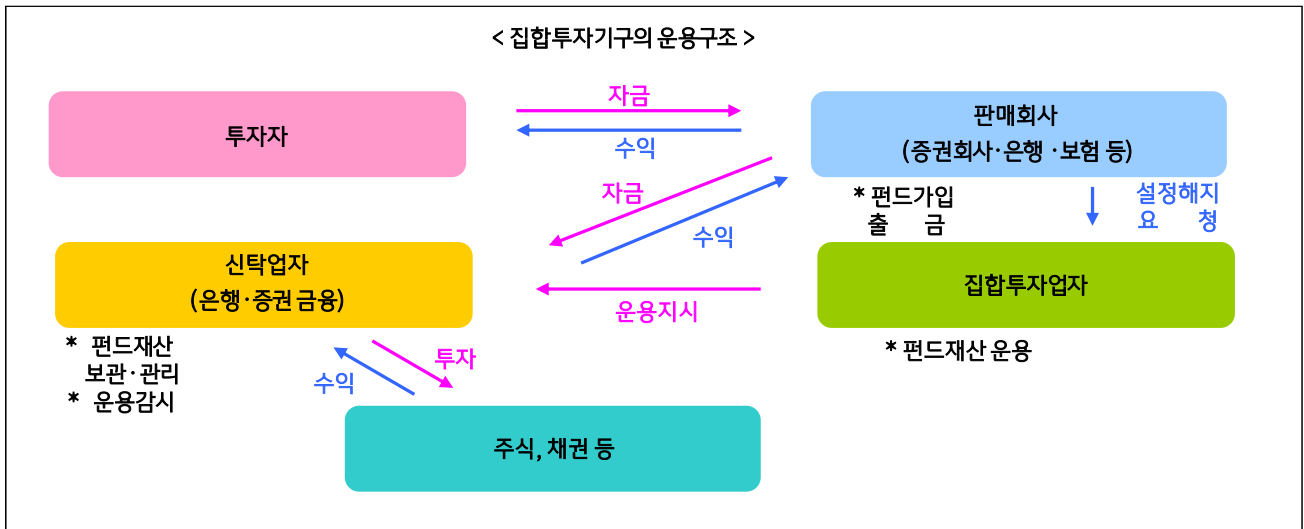 < 집합투자기구의 운용구조 >
자금
투자자
수익
판매회사
(증권회사·은행 ·보험 등)
자금
수익
* 펀드가입
출 금
설정해지
요 청
신탁업자
(은행·증권 금융)
운용지시
집합투자업자
* 펀드재산
보관·관리
* 운용감시
* 펀드재산 운용
투자
수익
주식, 채권 등